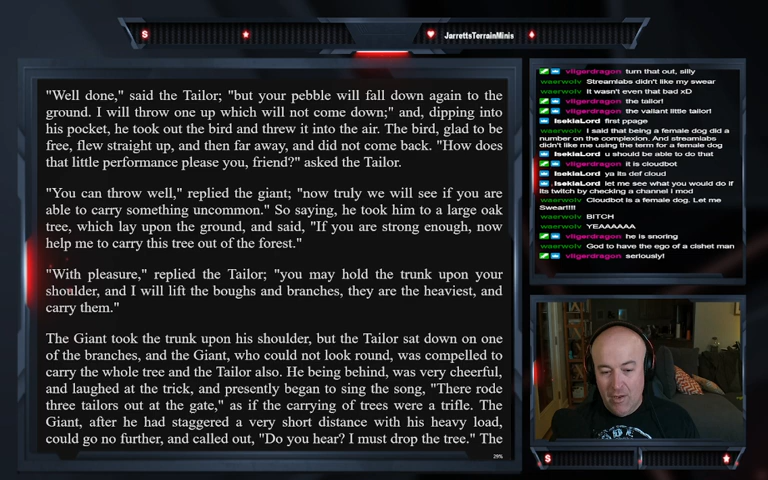 JarrettsTerrainMinis
"Well done," said the Tailor; "but your pebble will fall down again to the
ground. I will throw one up which will not come down;" and, dipping into
his pocket, he took out the bird and threw it into the air. The bird, glad to be
free, flew straight up, and then far away, and did not come back. "How does
that little performance please you, friend?" asked the Tailor.
"You can throw well," replied the giant; "now truly we will see if you are
able to carry something uncommon." So saying, he took him to a large oak
tree, which lay upon the ground, and said, "If you are strong enough, now
help me to carry this tree out of the forest."
"With pleasure," replied the Tailor; "you may hold the trunk upon your
shoulder, and I will lift the boughs and branches, they are the heaviest, and
carry them."
The Giant took the trunk upon his shoulder, but the Tailor sat down on one
of the branches, and the Giant, who could not look round, was compelled to
carry the whole tree and the Tailor also. He being behind, was very cheerful,
and laughed at the trick, and presently began to sing the song, "There rode
three tailors out at the gate," as if the carrying of trees were a trifle. The
Giant, after he had staggered a very short distance with his heavy load,
could go no further, and called out, "Do you hear? I must drop the tree." The
29%
vligerdragon turn that out, silly
waerwolv Streamlabs didn't like my swear
waerwolv It wasn't even that bad xD
vligerdragon the tailor!
vligerdragon the valiant little tailor!
IsekiaLord first ppage
waerwolv I said that being a female dog did a
number on the complexion. And streamlabs
didn't like me using the term for a female dog
IsekiaLord u should be able to do that
vligerdragon it is cloudbot
IsekiaLord ya its def cloud
IsekiaLord let me see what you would do if
its twitch by checking a channel I mod
waerwolv Cloudbot is a female dog. Let me
Swear!!!!
waerwolv BITCH
waerwolv YEAAAAAA
vligerdragon he is snoring
waerwolv God to have the ego of a cishet man
vligerdragon seriously!